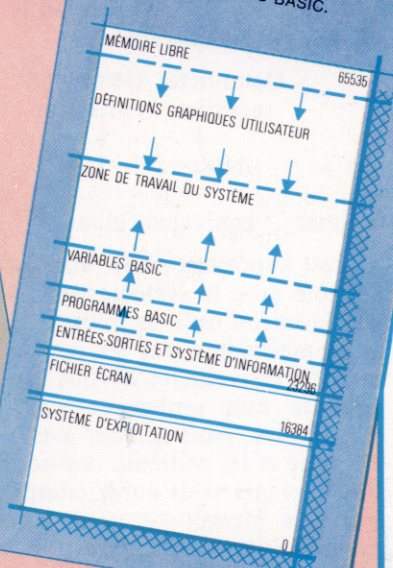 BASIC.
MÉMOIRE LIBRE
65535
DÉFINITIONS GRAPHIQUES UTILISATEUR
ZONE DE TRAVAIL DU SYSTÈME
VARIABLES BASIC
PROGRAMMES BASIC
ENTRÉES-SORTIES ET SYSTÈME D'INFORMATION
23296
FICHIER ÉCRAN
16384
SYSTÈME D'EXPLOITATION
0